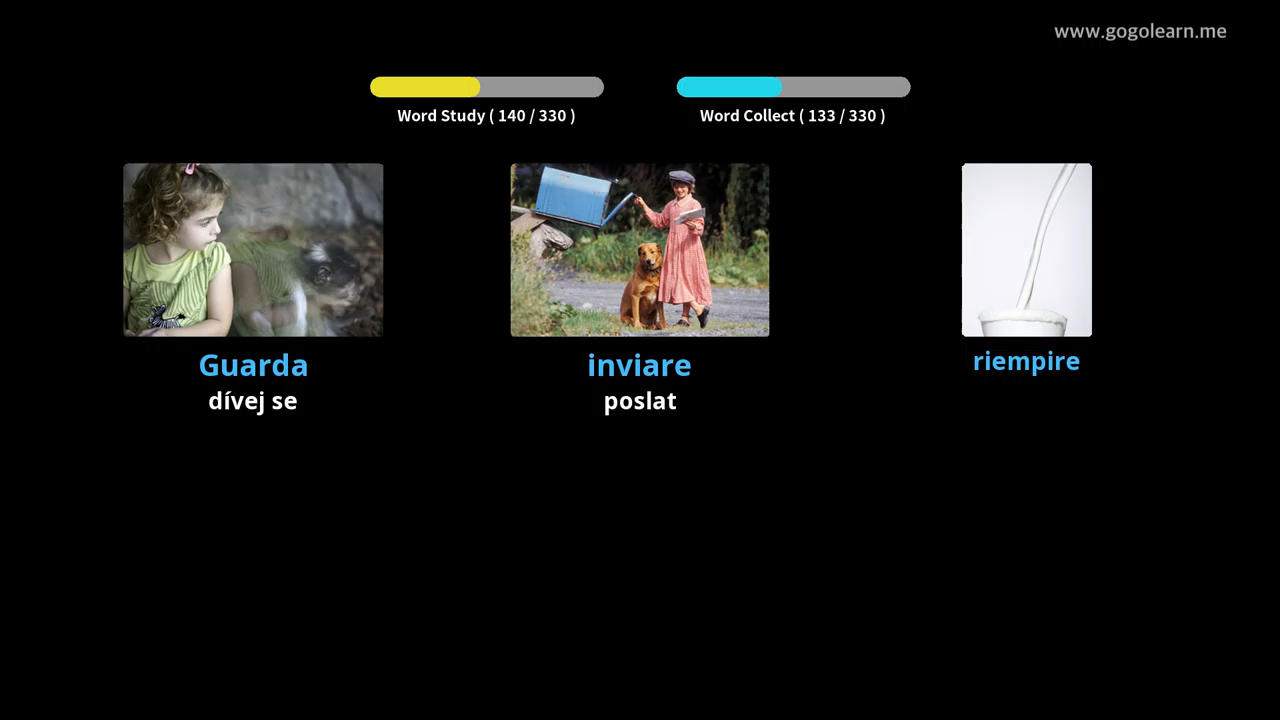 www.gogolearn.me
Word Study ( 140 / 330 )
Word Collect ( 133 / 330 )
Guarda
dívej se
inviare
poslat
riempire